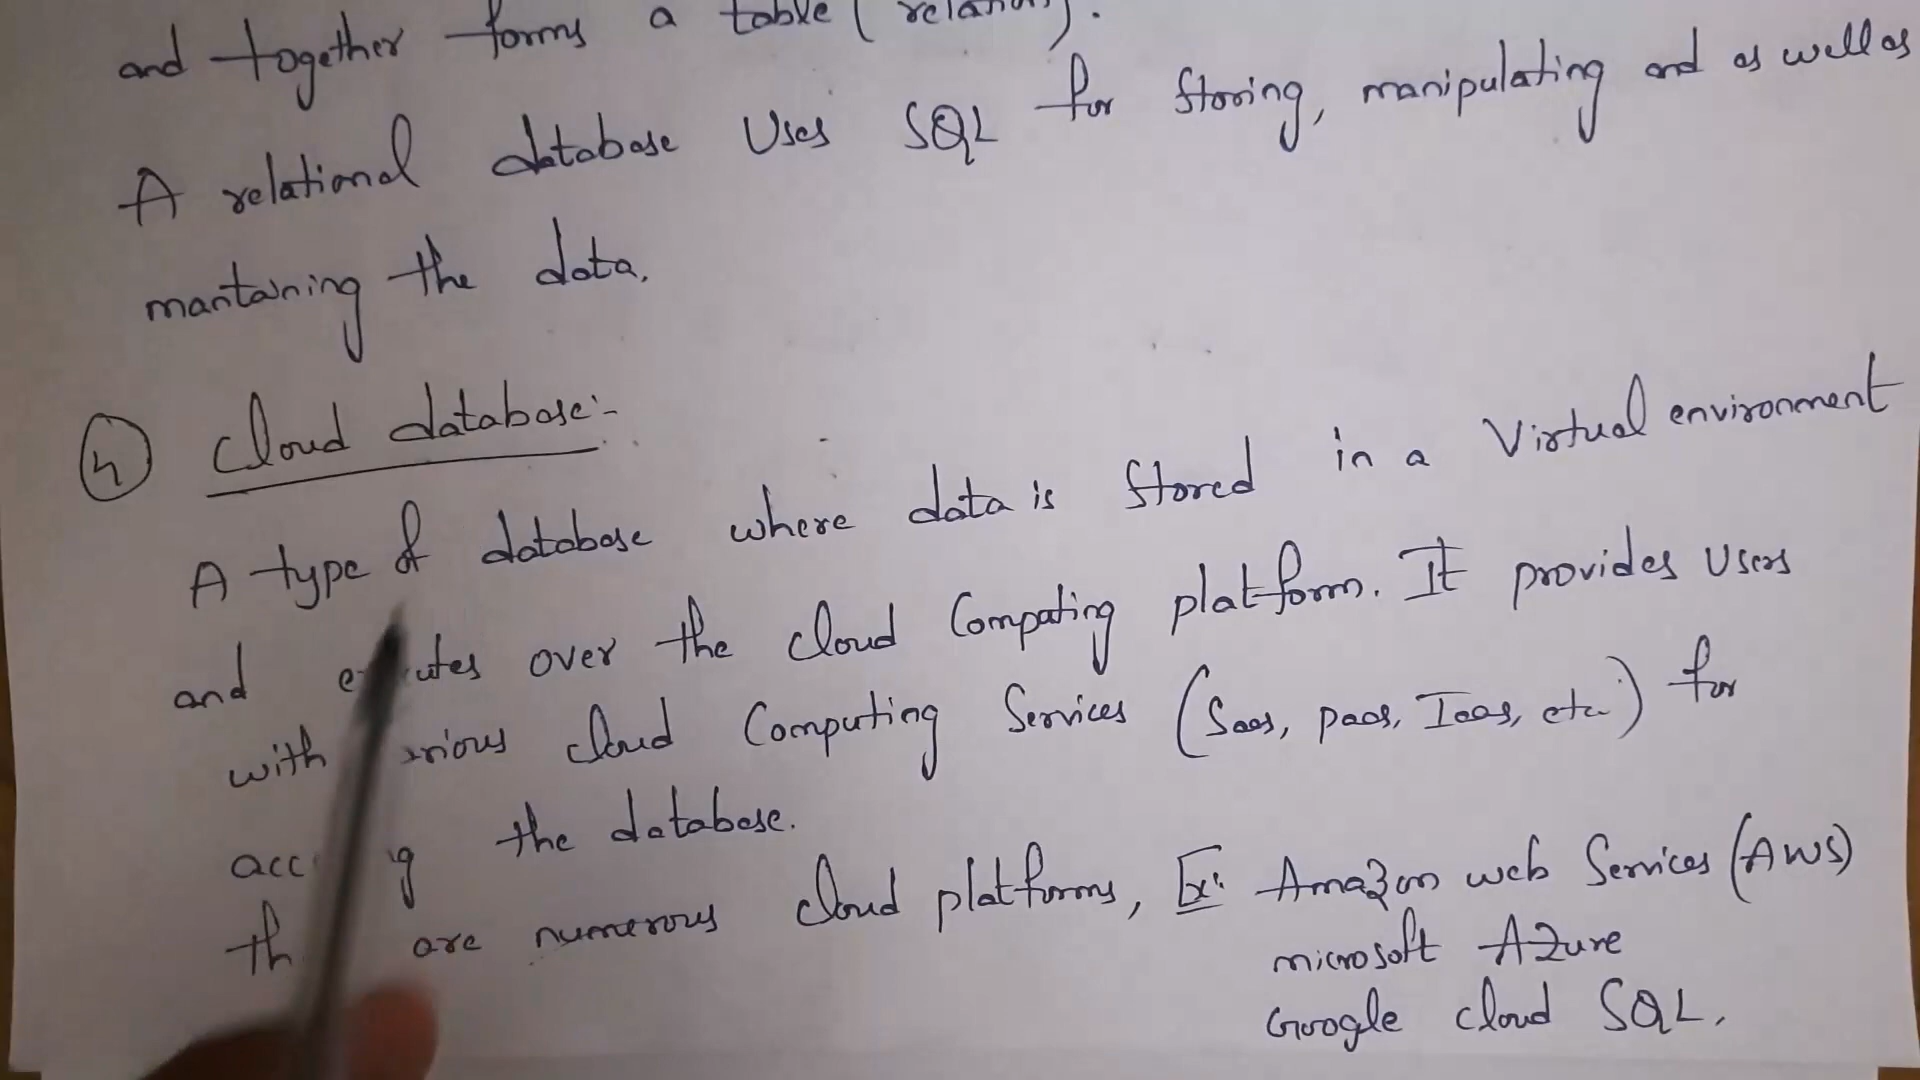 and together forms a table (relation).
A relational database Uses SQL for Storing, manipulating and as well as
mantaining the data.
4 Cloud database:-
A type of database where data is Stored in a Virtual environment
and over the Cloud Computing platform. It provides Users
with Cloud Computing Services (Saas, paas, Iaas, etc..) for
the database.
are numerous Cloud platforms, Ex: Amazon web Services (AWS)
microsoft Azure
Google cloud SQL.